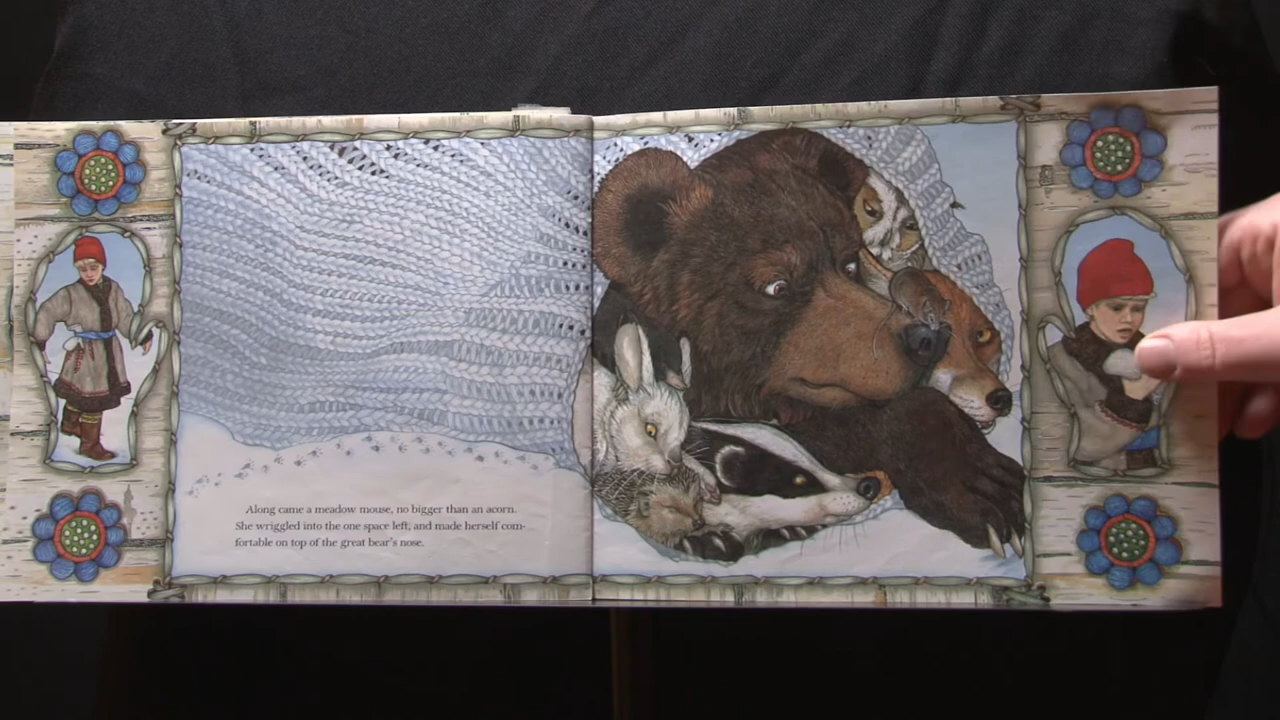 Along came a meadow mouse, no bigger than an acorn.
She wriggled into the one space left, and made herself com-
fortable on top of the great bear's nose.